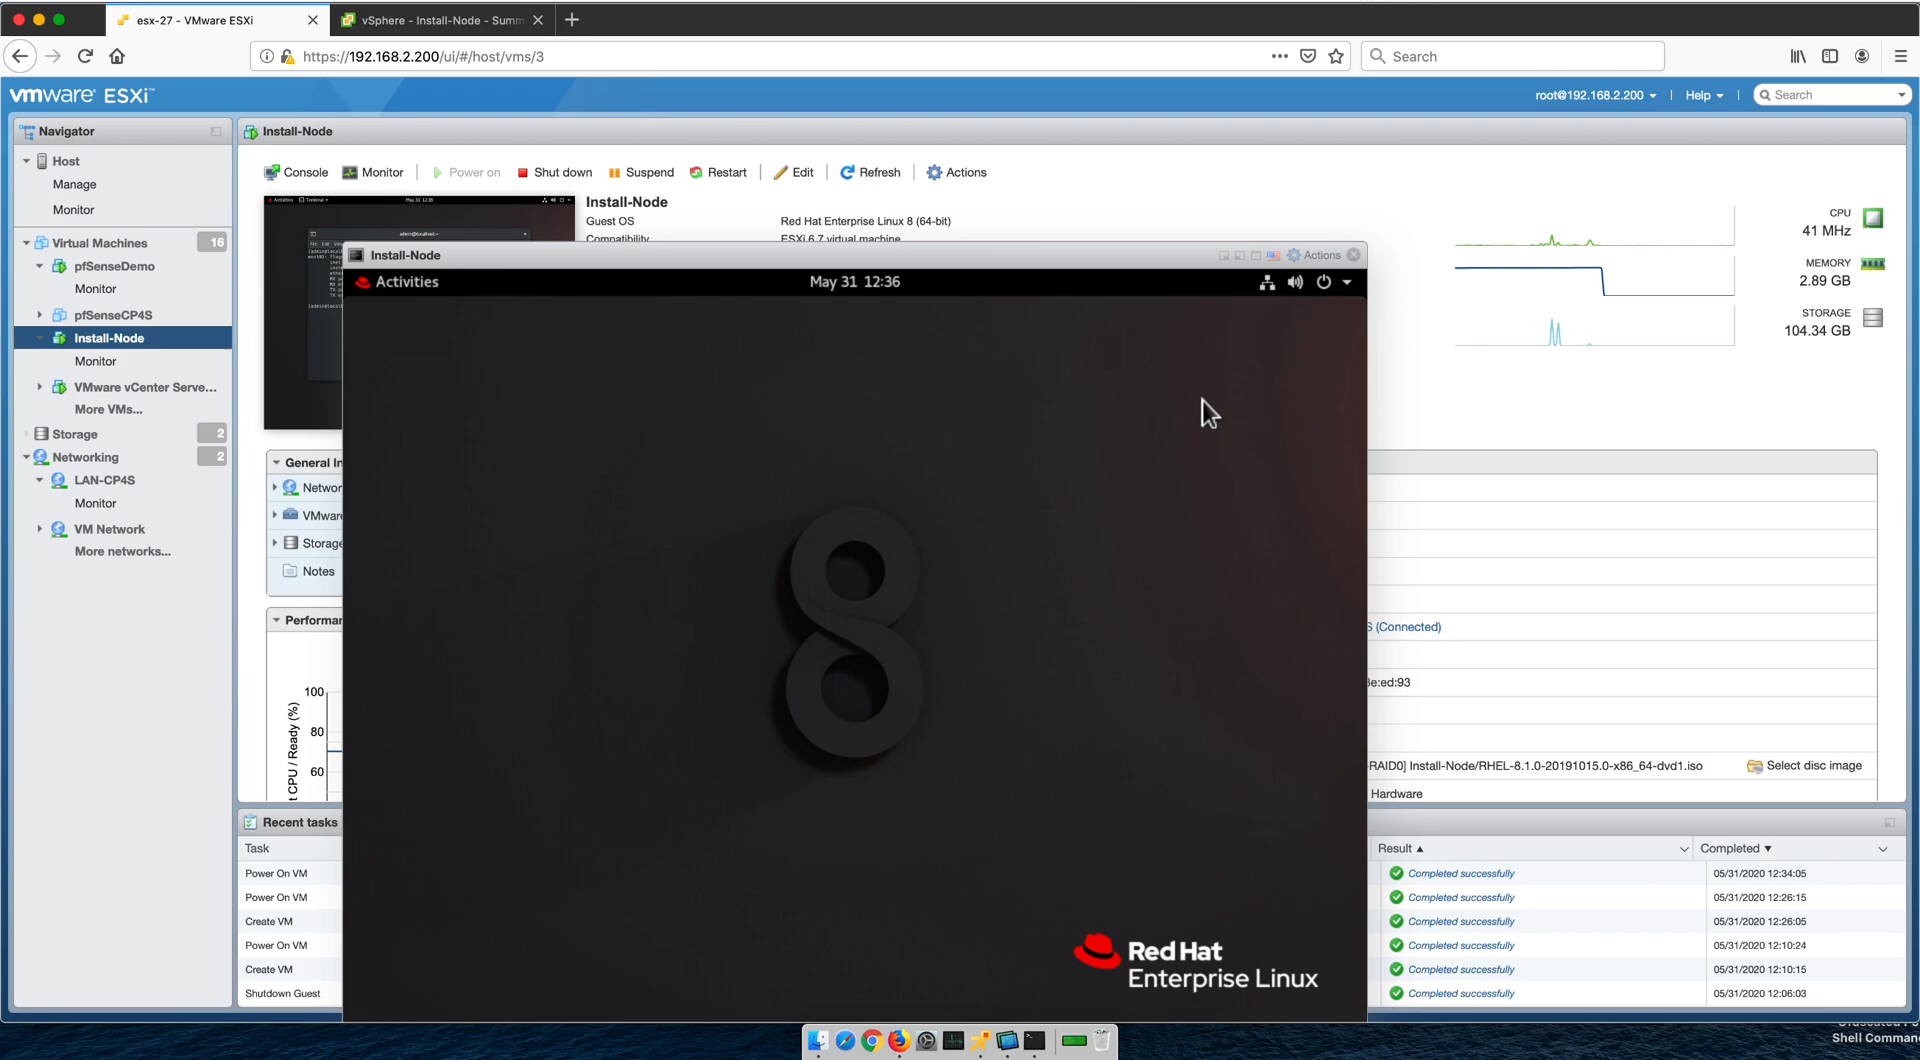 esx-27 - VMware ESXi
vSphere - Install-Node - Summ
https://192.168.2.200/ui/#/host/vms/3
Search
vmware ESXi™
root@192.168.2.200
Help
Search
Navigator
Host
Manage
Monitor
Virtual Machines 16
pfSenseDemo
Monitor
pfSenseCP4S
Install-Node
Monitor
VMware vCenter Serve...
More VMs...
Storage 2
Networking 2
LAN-CP4S
Monitor
VM Network
More networks...
Install-Node
Console
Monitor
Power on
Shut down
Suspend
Restart
Edit
Refresh
Actions
Activities Terminal May 31 12:35
Install-Node
Guest OS Red Hat Enterprise Linux 8 (64-bit)
Compatibility ESXi 6.7 virtual machine
CPU
41 MHz
MEMORY
2.89 GB
STORAGE
104.34 GB
Install-Node
Actions
Activities
May 31 12:36
8
Red Hat
Enterprise Linux
General In
Networ
VMware
Storage
Notes
Performan
100
80
60
t CPU / Ready (%)
S (Connected)
3e:ed:93
RAID0] Install-Node/RHEL-8.1.0-20191015.0-x86_64-dvd1.iso
Select disc image
Hardware
Recent tasks
Task
Result
Completed
Power On VM
Completed successfully
05/31/2020 12:34:05
Power On VM
Completed successfully
05/31/2020 12:26:15
Create VM
Completed successfully
05/31/2020 12:26:05
Power On VM
Completed successfully
05/31/2020 12:10:24
Create VM
Completed successfully
05/31/2020 12:10:15
Shutdown Guest
Completed successfully
05/31/2020 12:06:03
Shell Comman